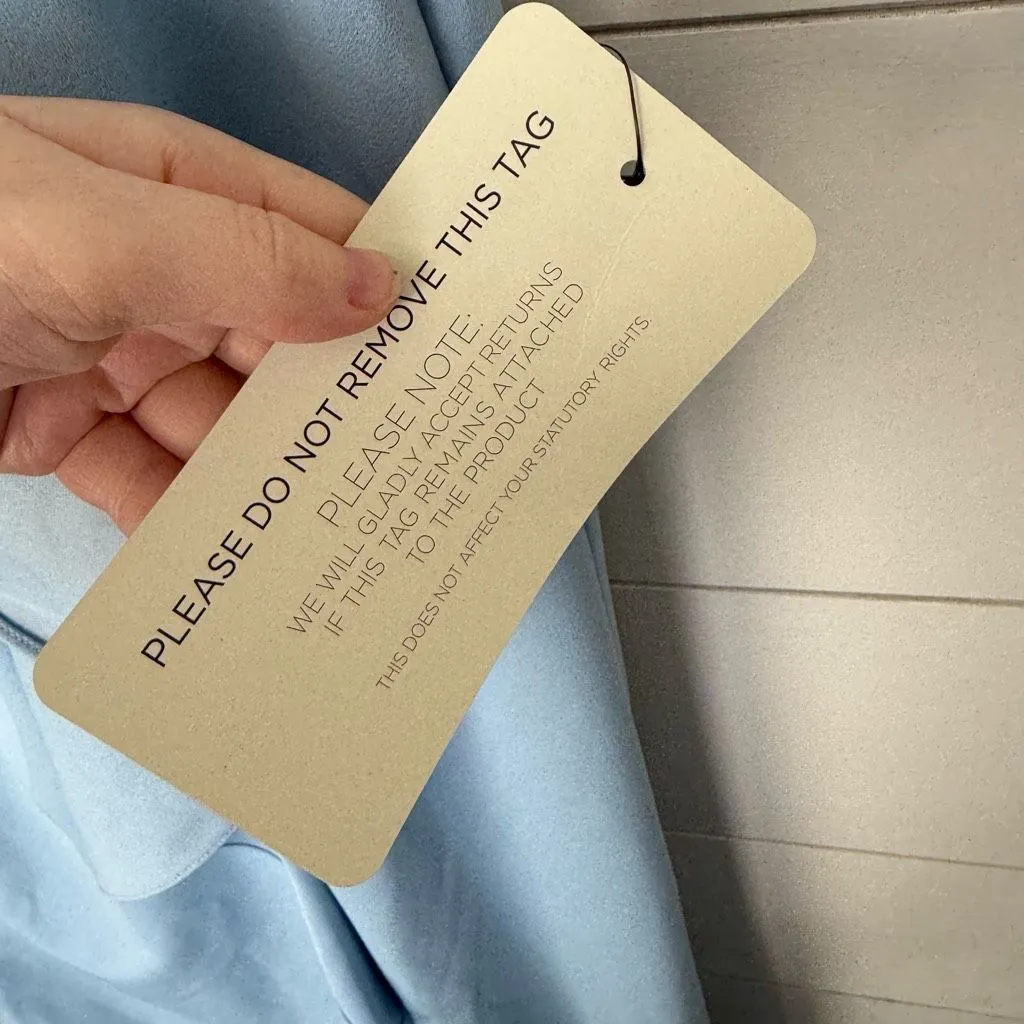 PLEASE DO NOT REMOVE THIS TAG
PLEASE NOTE:
WE WILL GLADLY ACCEPT RETURNS
IF THIS TAG REMAINS ATTACHED
TO THE PRODUCT
THIS DOES NOT AFFECT YOUR STATUTORY RIGHTS.